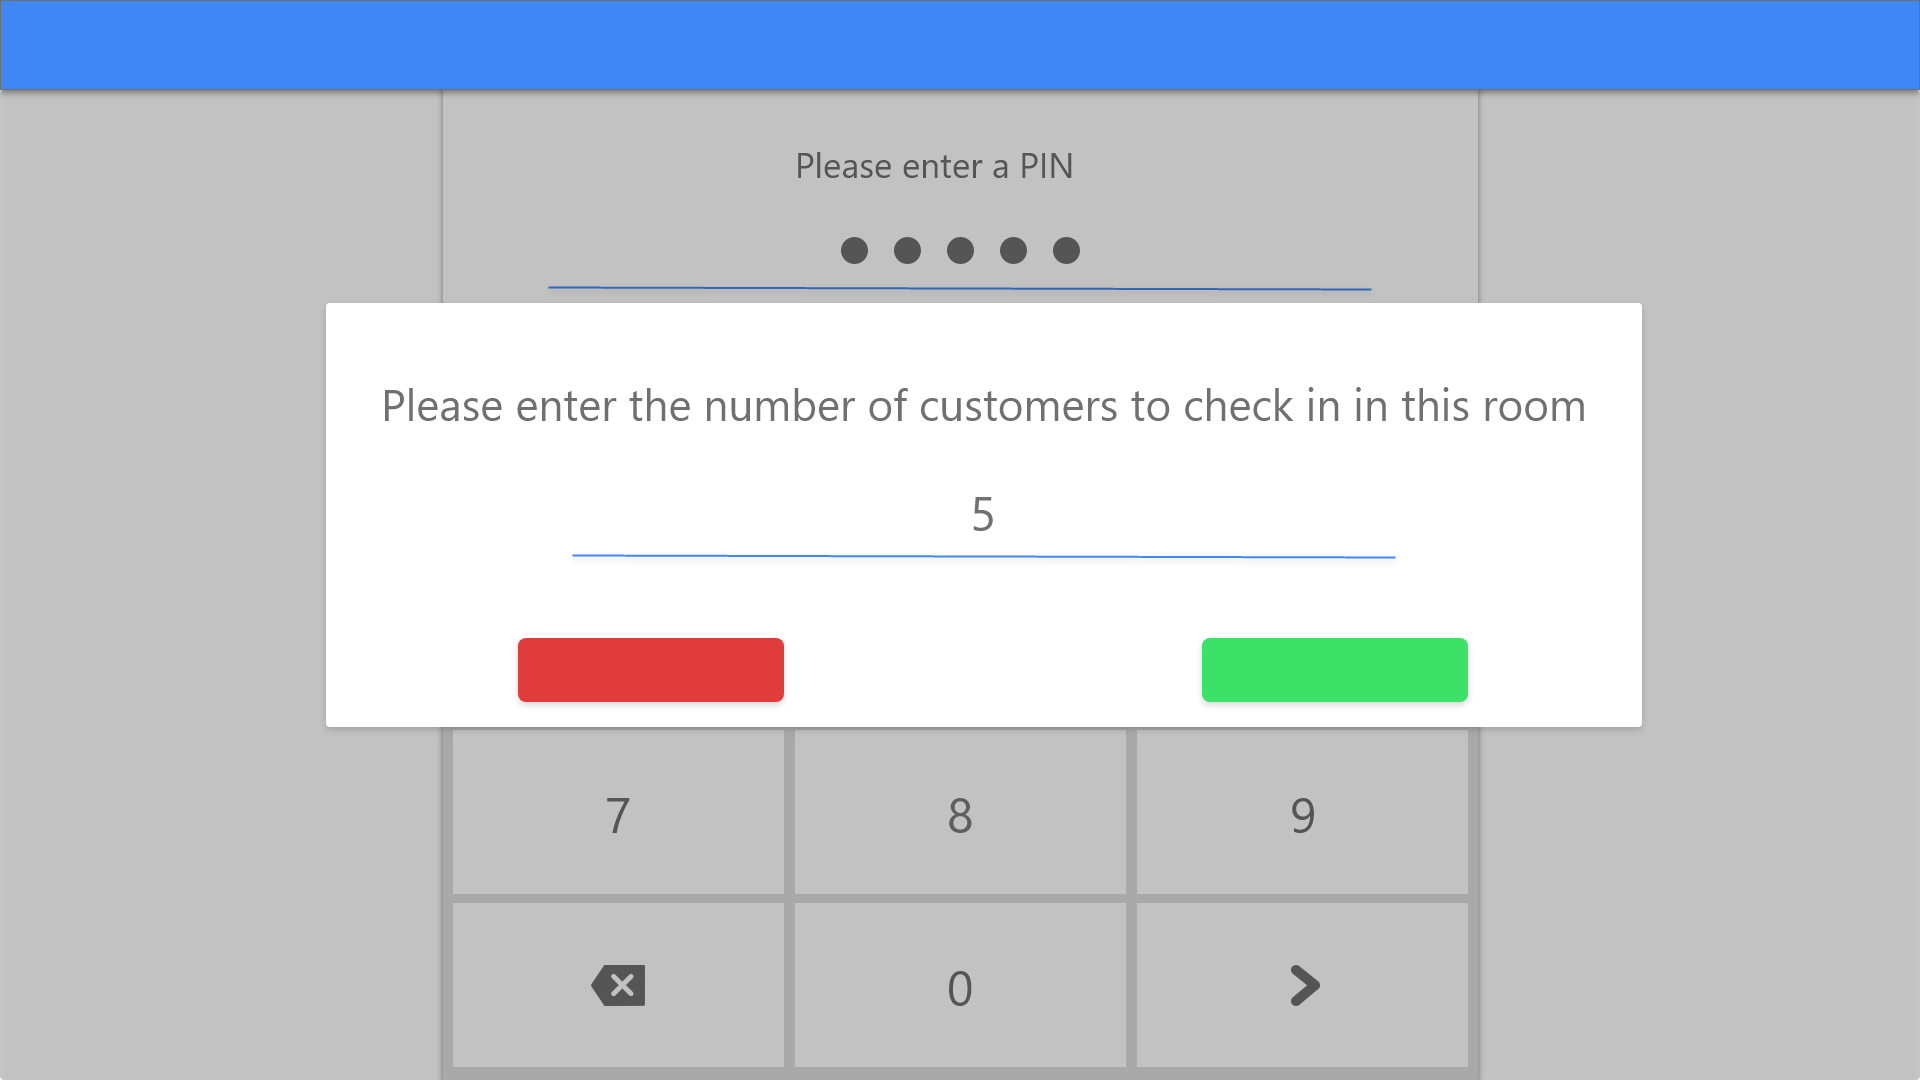 Please enter a PIN
Please enter the number of customers to check in in this room
5
7 8 9
0